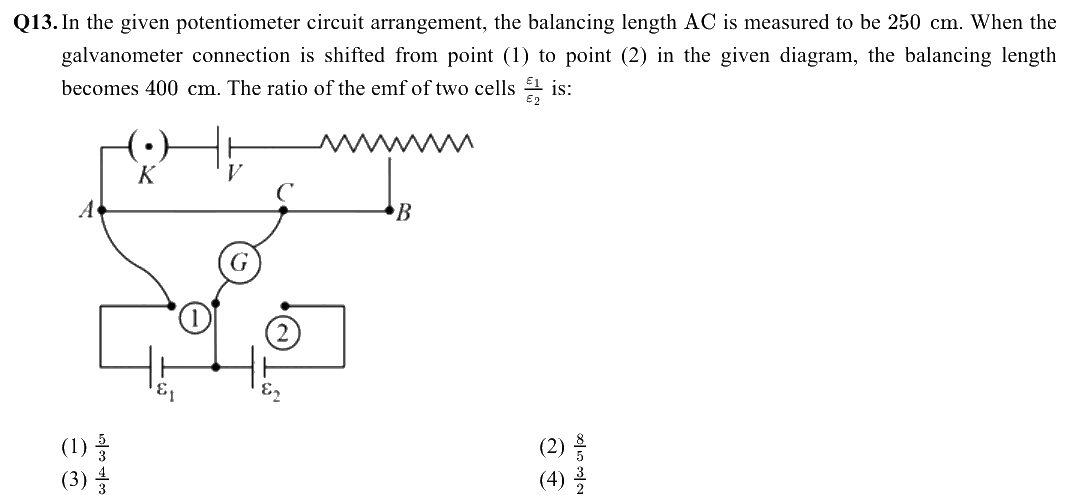 Q13. In the given potentiometer circuit arrangement, the balancing length AC is measured to be 250 cm. When the
galvanometer connection is shifted from point (1) to point (2) in the given diagram, the balancing length
becomes 400 cm. The ratio of the emf of two cells ε₁/ε₂ is:
K
V
C
A
B
G
1
2
ε₁
ε₂
(1) 5/3
(2) 8/5
(3) 4/3
(4) 3/2